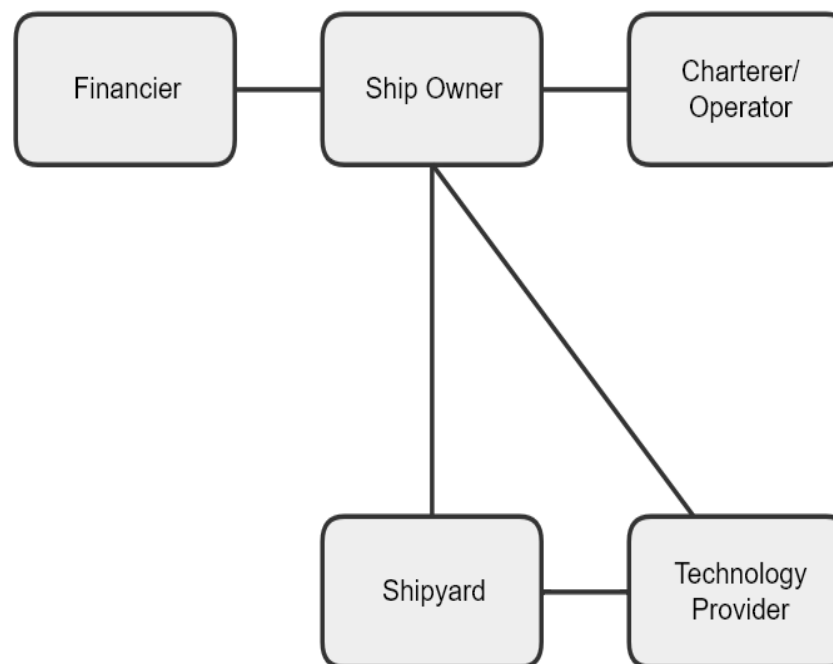 Financier
Ship Owner
Charterer/
Operator
Shipyard
Technology
Provider